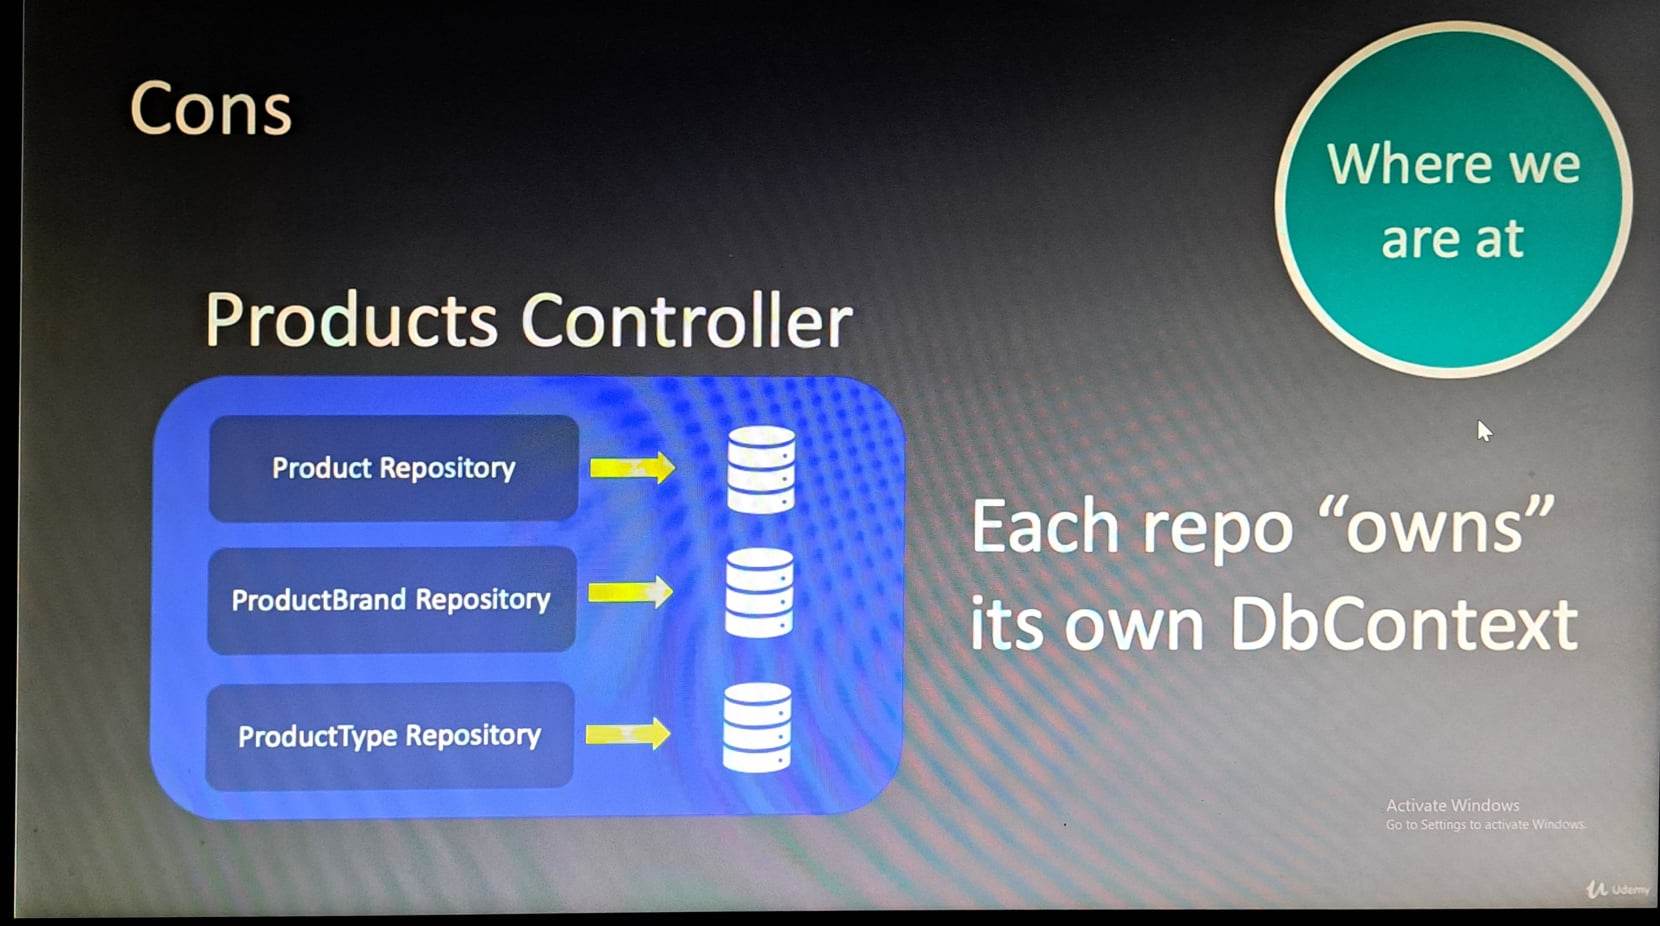 Cons
Where we
are at
Products Controller
Product Repository
ProductBrand Repository
ProductType Repository
Each repo “owns”
its own DbContext
Activate Windows
Go to Settings to activate Windows.
Udemy